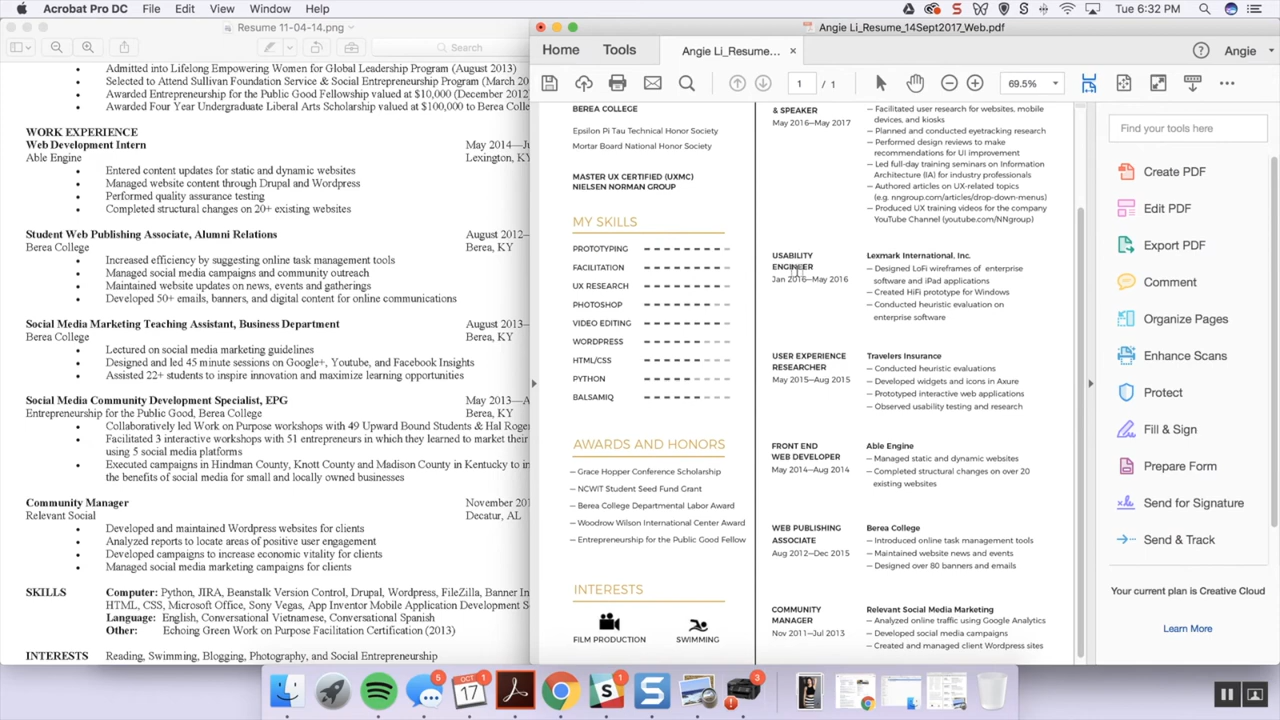 Acrobat Pro DC File Edit View Window Help
Tue 6:32 PM
Resume 11-04-14.png
Search
Admitted into Lifelong Empowering Women for Global Leadership Program (August 2013)
Selected to Attend Sullivan Foundation Service & Social Entrepreneurship Program (March 20
Awarded Entrepreneurship for the Public Good Fellowship valued at $10,000 (December 2012
Awarded Four Year Undergraduate Liberal Arts Scholarship valued at $100,000 to Berea Colle
WORK EXPERIENCE
Web Development Intern May 2014—J
Able Engine Lexington, KY
Entered content updates for static and dynamic websites
Managed website content through Drupal and Wordpress
Performed quality assurance testing
Completed structural changes on 20+ existing websites
Student Web Publishing Associate, Alumni Relations August 2012-
Berea College Berea, KY
Increased efficiency by suggesting online task management tools
Managed social media campaigns and community outreach
Maintained website updates on news, events and gatherings
Developed 50+ emails, banners, and digital content for online communications
Social Media Marketing Teaching Assistant, Business Department August 2013-
Berea College Berea, KY
Lectured on social media marketing guidelines
Designed and led 45 minute sessions on Google+, Youtube, and Facebook Insights
Assisted 22+ students to inspire innovation and maximize learning opportunities
Social Media Community Development Specialist, EPG May 2013—A
Entrepreneurship for the Public Good, Berea College Berea, KY
Collaboratively led Work on Purpose workshops with 49 Upward Bound Students & Hal Roger
Facilitated 3 interactive workshops with 51 entrepreneurs in which they learned to market their
using 5 social media platforms
Executed campaigns in Hindman County, Knott County and Madison County in Kentucky to in
the benefits of social media for small and locally owned businesses
Community Manager November 201
Relevant Social Decatur, AL
Developed and maintained Wordpress websites for clients
Analyzed reports to locate areas of positive user engagement
Developed campaigns to increase economic vitality for clients
Managed social media marketing campaigns for clients
SKILLS Computer: Python, JIRA, Beanstalk Version Control, Drupal, Wordpress, FileZilla, Banner In
HTML, CSS, Microsoft Office, Sony Vegas, App Inventor Mobile Application Development S
Language: English, Conversational Vietnamese, Conversational Spanish
Other: Echoing Green Work on Purpose Facilitation Certification (2013)
INTERESTS Reading, Swimming, Blogging, Photography, and Social Entrepreneurship
Angie Li_Resume_14Sept2017_Web.pdf
Home Tools Angie Li_Resume... × Angie
1 / 1 69.5%
BEREA COLLEGE
Epsilon Pi Tau Technical Honor Society
Mortar Board National Honor Society
MASTER UX CERTIFIED (UXMC)
NIELSEN NORMAN GROUP
MY SKILLS
PROTOTYPING
FACILITATION
UX RESEARCH
PHOTOSHOP
VIDEO EDITING
WORDPRESS
HTML/CSS
PYTHON
BALSAMIQ
AWARDS AND HONORS
— Grace Hopper Conference Scholarship
— NCWIT Student Seed Fund Grant
— Berea College Departmental Labor Award
— Woodrow Wilson International Center Award
— Entrepreneurship for the Public Good Fellow
INTERESTS
FILM PRODUCTION SWIMMING
& SPEAKER
May 2016—May 2017
— Facilitated user research for websites, mobile
devices, and kiosks
— Planned and conducted eyetracking research
— Performed design reviews to make
recommendations for UI improvement
— Led full-day training seminars on Information
Architecture (IA) for industry professionals
— Authored articles on UX-related topics
(e.g. nngroup.com/articles/drop-down-menus)
— Produced UX training videos for the company
YouTube Channel (youtube.com/NNgroup)
USABILITY
ENGINEER
Jan 2016—May 2016
Lexmark International, Inc.
— Designed LoFi wireframes of enterprise
software and iPad applications
— Created HiFi prototype for Windows
— Conducted heuristic evaluation on
enterprise software
USER EXPERIENCE
RESEARCHER
May 2015—Aug 2015
Travelers Insurance
— Conducted heuristic evaluations
— Developed widgets and icons in Axure
— Prototyped interactive web applications
— Observed usability testing and research
FRONT END
WEB DEVELOPER
May 2014—Aug 2014
Able Engine
— Managed static and dynamic websites
— Completed structural changes on over 20
existing websites
WEB PUBLISHING
ASSOCIATE
Aug 2012—Dec 2015
Berea College
— Introduced online task management tools
— Maintained website news and events
— Designed over 80 banners and emails
COMMUNITY
MANAGER
Nov 2011—Jul 2013
Relevant Social Media Marketing
— Analyzed online traffic using Google Analytics
— Developed social media campaigns
— Created and managed client Wordpress sites
Find your tools here
Create PDF
Edit PDF
Export PDF
Comment
Organize Pages
Enhance Scans
Protect
Fill & Sign
Prepare Form
Send for Signature
Send & Track
Your current plan is Creative Cloud
Learn More
5
OCT
17
1
1
3